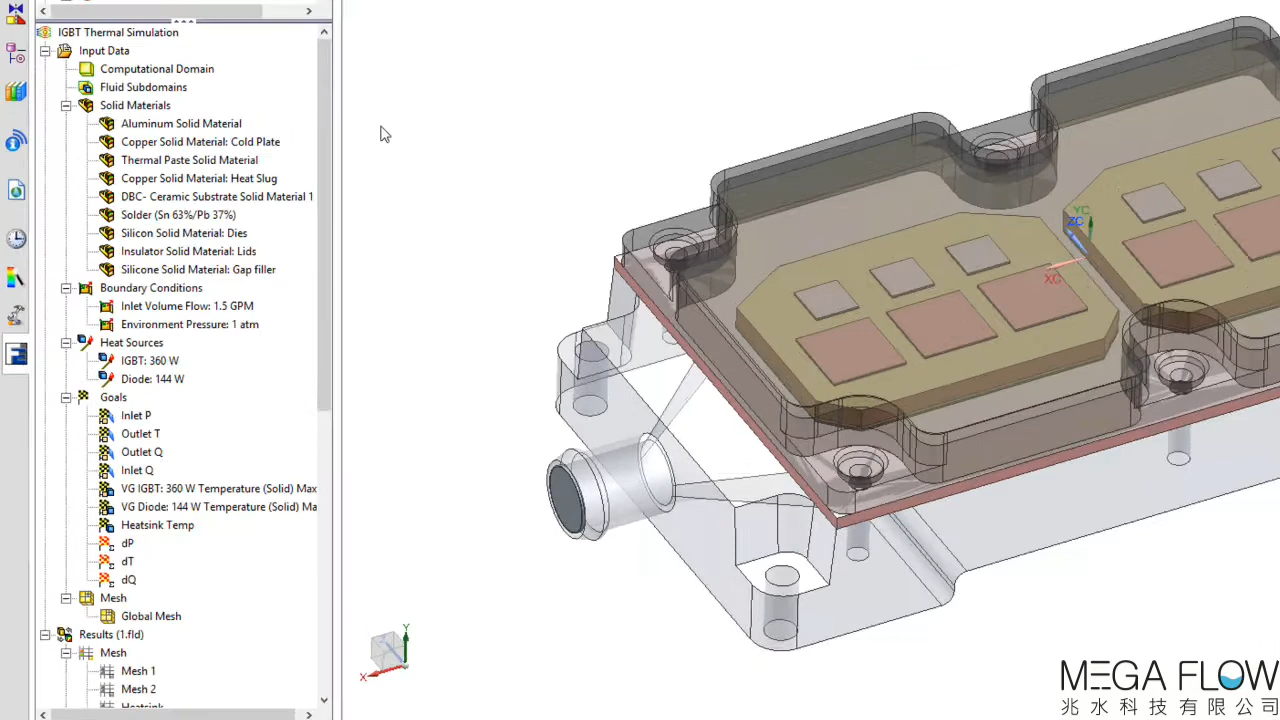 IGBT Thermal Simulation
Input Data
Computational Domain
Fluid Subdomains
Solid Materials
Aluminum Solid Material
Copper Solid Material: Cold Plate
Thermal Paste Solid Material
Copper Solid Material: Heat Slug
DBC- Ceramic Substrate Solid Material 1
Solder (Sn 63%/Pb 37%)
Silicon Solid Material: Dies
Insulator Solid Material: Lids
Silicone Solid Material: Gap filler
Boundary Conditions
Inlet Volume Flow: 1.5 GPM
Environment Pressure: 1 atm
Heat Sources
IGBT: 360 W
Diode: 144 W
Goals
Inlet P
Outlet T
Outlet Q
Inlet Q
VG IGBT: 360 W Temperature (Solid) Max
VG Diode: 144 W Temperature (Solid) Ma
Heatsink Temp
dP
dT
dQ
Mesh
Global Mesh
Results (1.fld)
Mesh
Mesh 1
Mesh 2
YC
ZC
XC
Y
X
MEGA FLOW
兆水科技有限公司